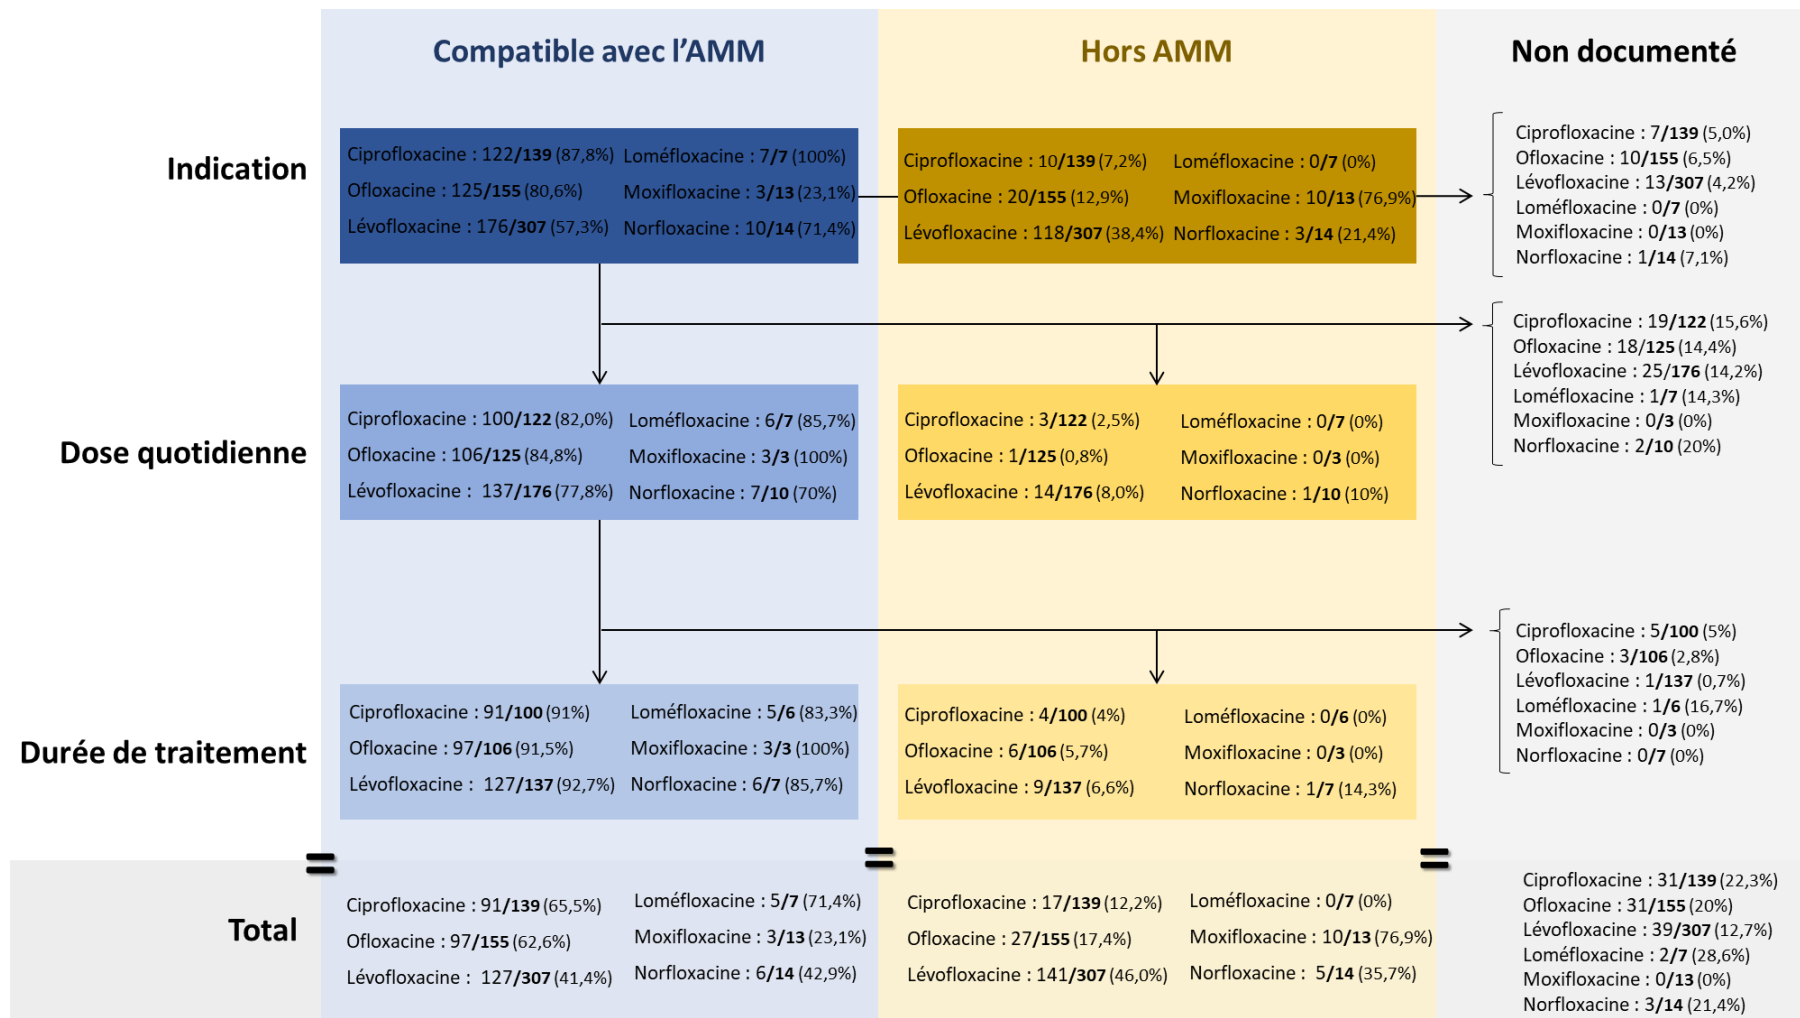 Compatible avec l’AMM
Hors AMM
Non documenté
Indication
Ciprofloxacine : 122/139 (87,8%)
Ofloxacine : 125/155 (80,6%)
Lévofloxacine : 176/307 (57,3%)
Loméfloxacine : 7/7 (100%)
Moxifloxacine : 3/13 (23,1%)
Norfloxacine : 10/14 (71,4%)
Ciprofloxacine : 10/139 (7,2%)
Ofloxacine : 20/155 (12,9%)
Lévofloxacine : 118/307 (38,4%)
Loméfloxacine : 0/7 (0%)
Moxifloxacine : 10/13 (76,9%)
Norfloxacine : 3/14 (21,4%)
Ciprofloxacine : 7/139 (5,0%)
Ofloxacine : 10/155 (6,5%)
Lévofloxacine : 13/307 (4,2%)
Loméfloxacine : 0/7 (0%)
Moxifloxacine : 0/13 (0%)
Norfloxacine : 1/14 (7,1%)
Dose quotidienne
Ciprofloxacine : 100/122 (82,0%)
Ofloxacine : 106/125 (84,8%)
Lévofloxacine : 137/176 (77,8%)
Loméfloxacine : 6/7 (85,7%)
Moxifloxacine : 3/3 (100%)
Norfloxacine : 7/10 (70%)
Ciprofloxacine : 3/122 (2,5%)
Ofloxacine : 1/125 (0,8%)
Lévofloxacine : 14/176 (8,0%)
Loméfloxacine : 0/7 (0%)
Moxifloxacine : 0/3 (0%)
Norfloxacine : 1/10 (10%)
Ciprofloxacine : 19/122 (15,6%)
Ofloxacine : 18/125 (14,4%)
Lévofloxacine : 25/176 (14,2%)
Loméfloxacine : 1/7 (14,3%)
Moxifloxacine : 0/3 (0%)
Norfloxacine : 2/10 (20%)
Durée de traitement
Ciprofloxacine : 91/100 (91%)
Ofloxacine : 97/106 (91,5%)
Lévofloxacine : 127/137 (92,7%)
Loméfloxacine : 5/6 (83,3%)
Moxifloxacine : 3/3 (100%)
Norfloxacine : 6/7 (85,7%)
Ciprofloxacine : 4/100 (4%)
Ofloxacine : 6/106 (5,7%)
Lévofloxacine : 9/137 (6,6%)
Loméfloxacine : 0/6 (0%)
Moxifloxacine : 0/3 (0%)
Norfloxacine : 1/7 (14,3%)
Ciprofloxacine : 5/100 (5%)
Ofloxacine : 3/106 (2,8%)
Lévofloxacine : 1/137 (0,7%)
Loméfloxacine : 1/6 (16,7%)
Moxifloxacine : 0/3 (0%)
Norfloxacine : 0/7 (0%)
= = =
Total
Ciprofloxacine : 91/139 (65,5%)
Ofloxacine : 97/155 (62,6%)
Lévofloxacine : 127/307 (41,4%)
Loméfloxacine : 5/7 (71,4%)
Moxifloxacine : 3/13 (23,1%)
Norfloxacine : 6/14 (42,9%)
Ciprofloxacine : 17/139 (12,2%)
Ofloxacine : 27/155 (17,4%)
Lévofloxacine : 141/307 (46,0%)
Loméfloxacine : 0/7 (0%)
Moxifloxacine : 10/13 (76,9%)
Norfloxacine : 5/14 (35,7%)
Ciprofloxacine : 31/139 (22,3%)
Ofloxacine : 31/155 (20%)
Lévofloxacine : 39/307 (12,7%)
Loméfloxacine : 2/7 (28,6%)
Moxifloxacine : 0/13 (0%)
Norfloxacine : 3/14 (21,4%)